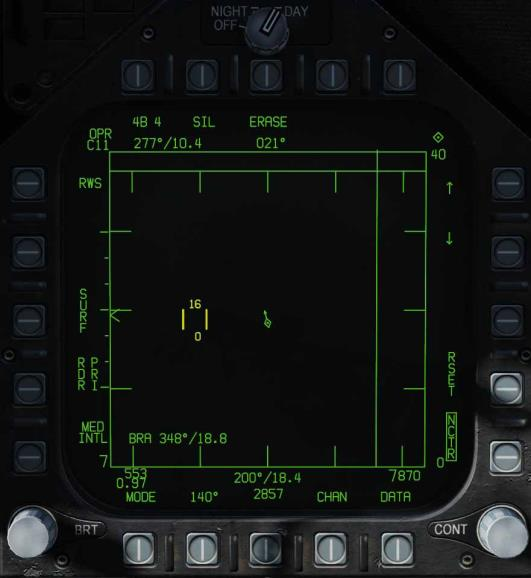 NIGHT DAY
OFF
4B 4 SIL ERASE
OPR
C11 277°/10.4 021°
40
RWS
SURF
16
0
RDR
PRI
RSET
MED
INTL BRA 348°/18.8
NCTR
7 0
553 200°/18.4 7870
0.97 2857
MODE 140° CHAN DATA
BRT CONT